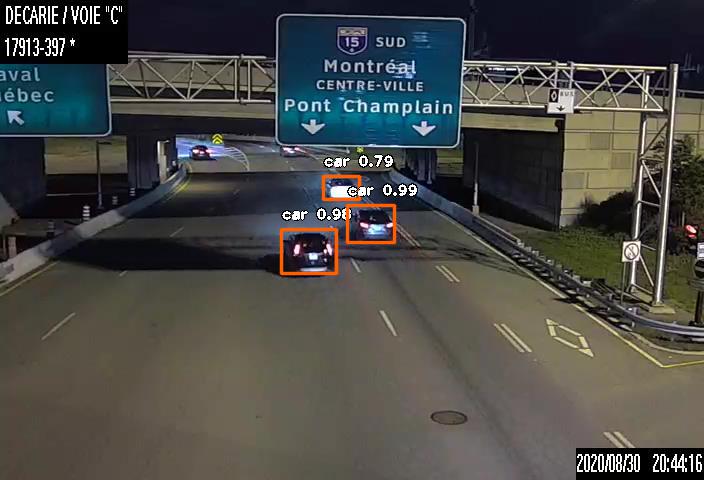 DECARIE / VOIE "C"
17913-397 *
aval
ébec
15 SUD
Montréal
CENTRE-VILLE
Pont Champlain
BUS
car 0.79
car 0.99
car 0.98
2020/08/30 20:44:16